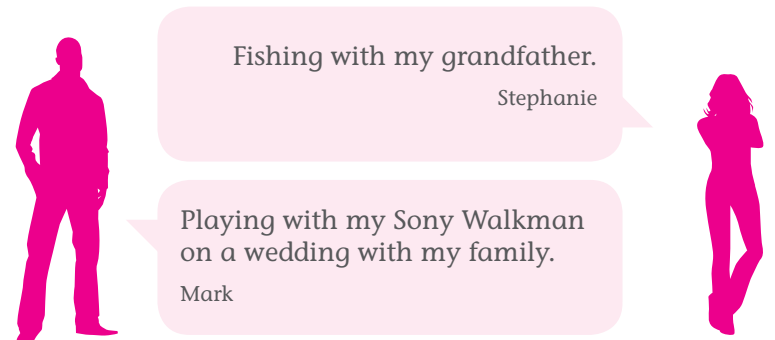 Fishing with my grandfather.
Stephanie
Playing with my Sony Walkman
on a wedding with my family.
Mark